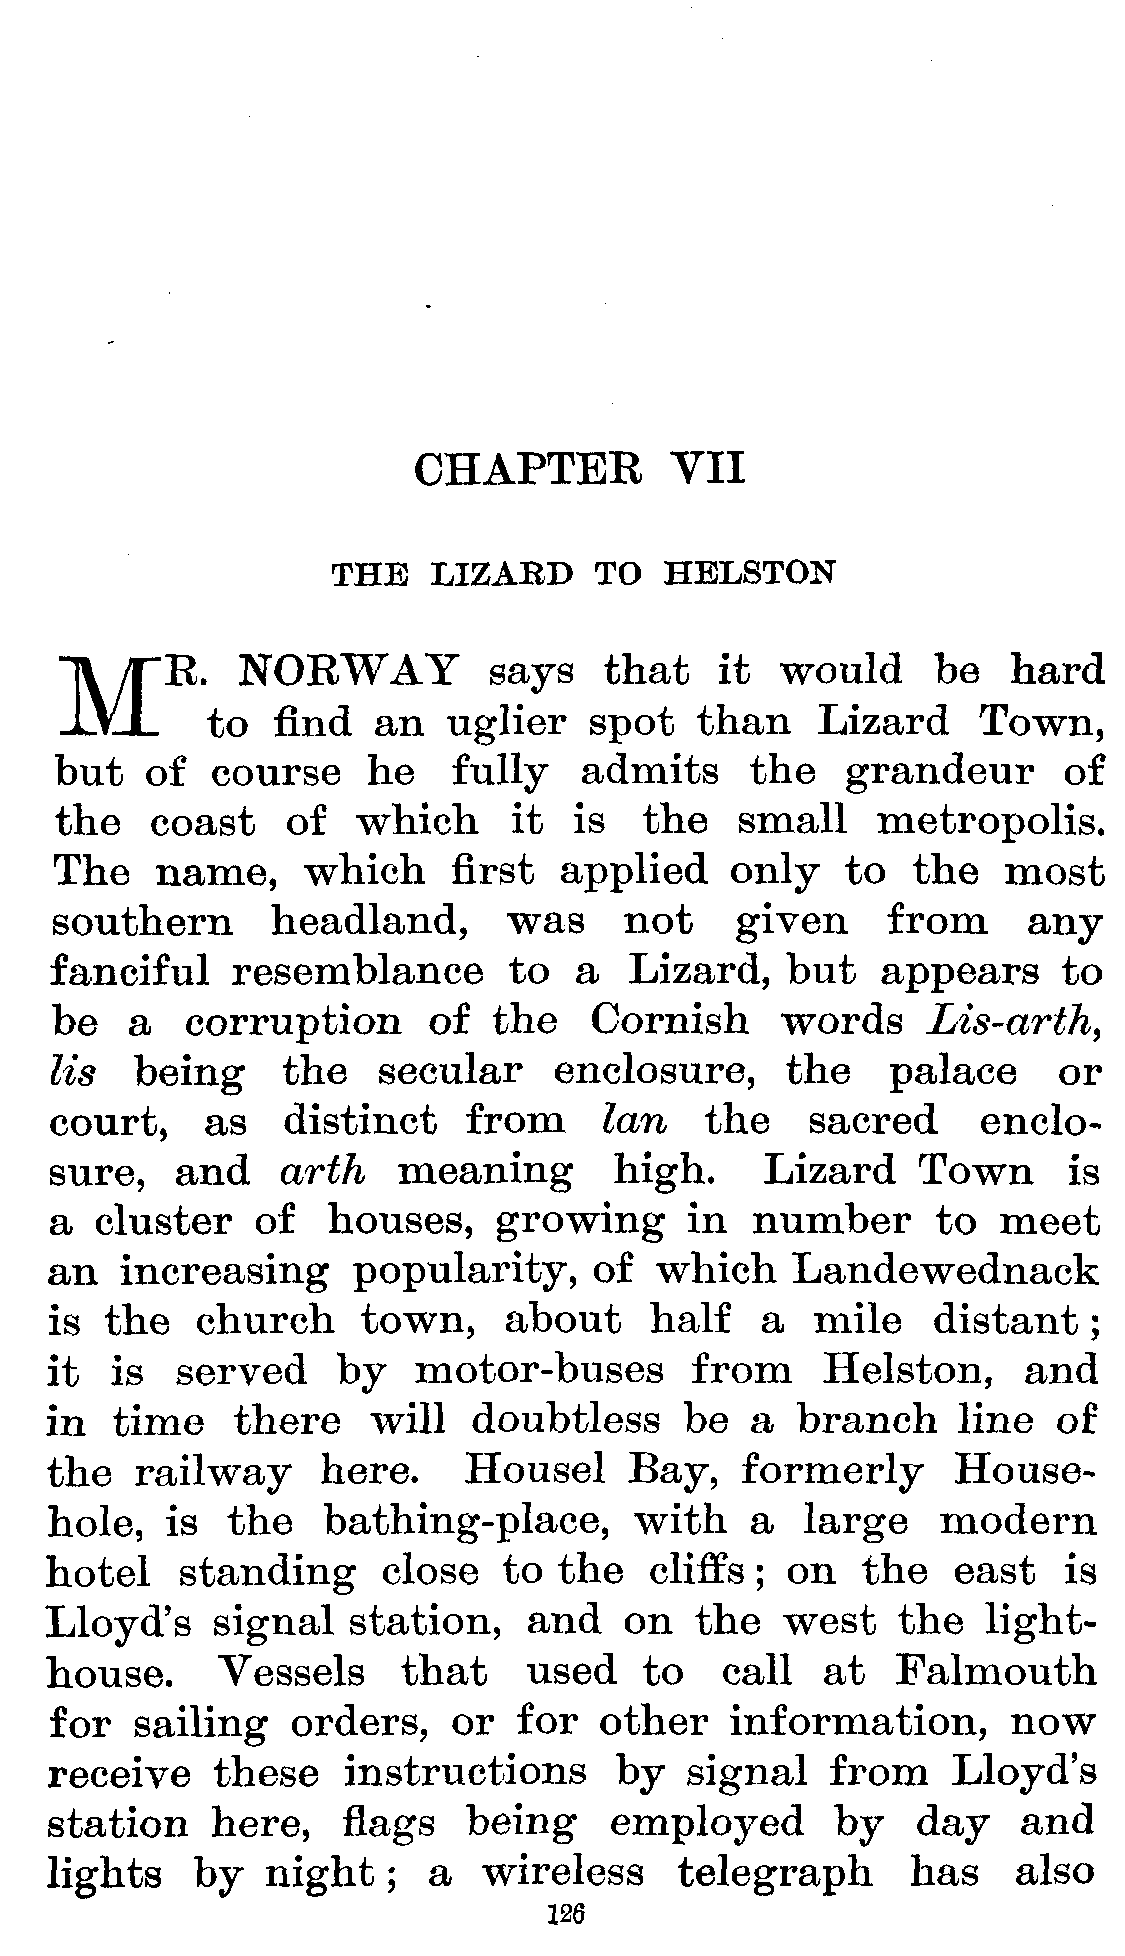 CHAPTER VII
THE LIZARD TO HELSTON
MR. NORWAY says that it would be hard
to find an uglier spot than Lizard Town,
but of course he fully admits the grandeur of
the coast of which it is the small metropolis.
The name, which first applied only to the most
southern headland, was not given from any
fanciful resemblance to a Lizard, but appears to
be a corruption of the Cornish words Lis-arth,
lis being the secular enclosure, the palace or
court, as distinct from lan the sacred enclo-
sure, and arth meaning high. Lizard Town is
a cluster of houses, growing in number to meet
an increasing popularity, of which Landewednack
is the church town, about half a mile distant;
it is served by motor-buses from Helston, and
in time there will doubtless be a branch line of
the railway here. Housel Bay, formerly House-
hole, is the bathing-place, with a large modern
hotel standing close to the cliffs; on the east is
Lloyd's signal station, and on the west the light-
house. Vessels that used to call at Falmouth
for sailing orders, or for other information, now
receive these instructions by signal from Lloyd's
station here, flags being employed by day and
lights by night; a wireless telegraph has also
126